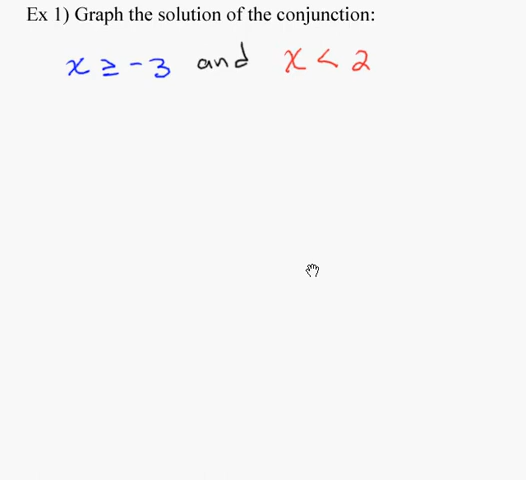 Ex 1) Graph the solution of the conjunction:
x ≥ -3 and x < 2